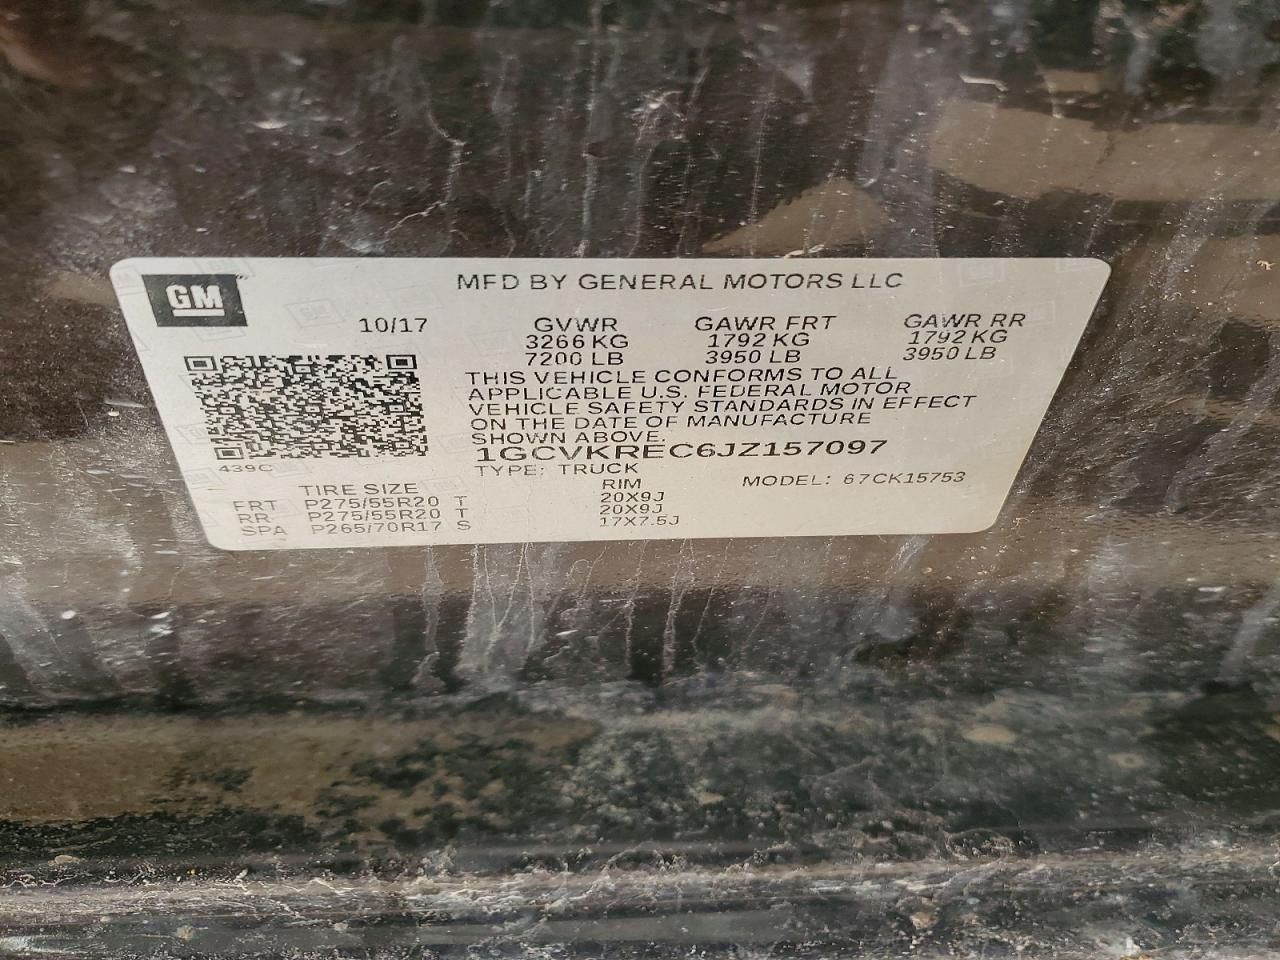 GM
MFD BY GENERAL MOTORS LLC
10/17 GVWR GAWR FRT GAWR RR
3266 KG 1792 KG 1792 KG
7200 LB 3950 LB 3950 LB
THIS VEHICLE CONFORMS TO ALL
APPLICABLE U.S. FEDERAL MOTOR
VEHICLE SAFETY STANDARDS IN EFFECT
ON THE DATE OF MANUFACTURE
SHOWN ABOVE.
1GCVKREC6JZ157097
439C TYPE: TRUCK MODEL: 67CK15753
TIRE SIZE RIM
FRT P275/55R20 T 20X9J
RR P275/55R20 T 20X9J
SPA P265/70R17 S 17X7.5J